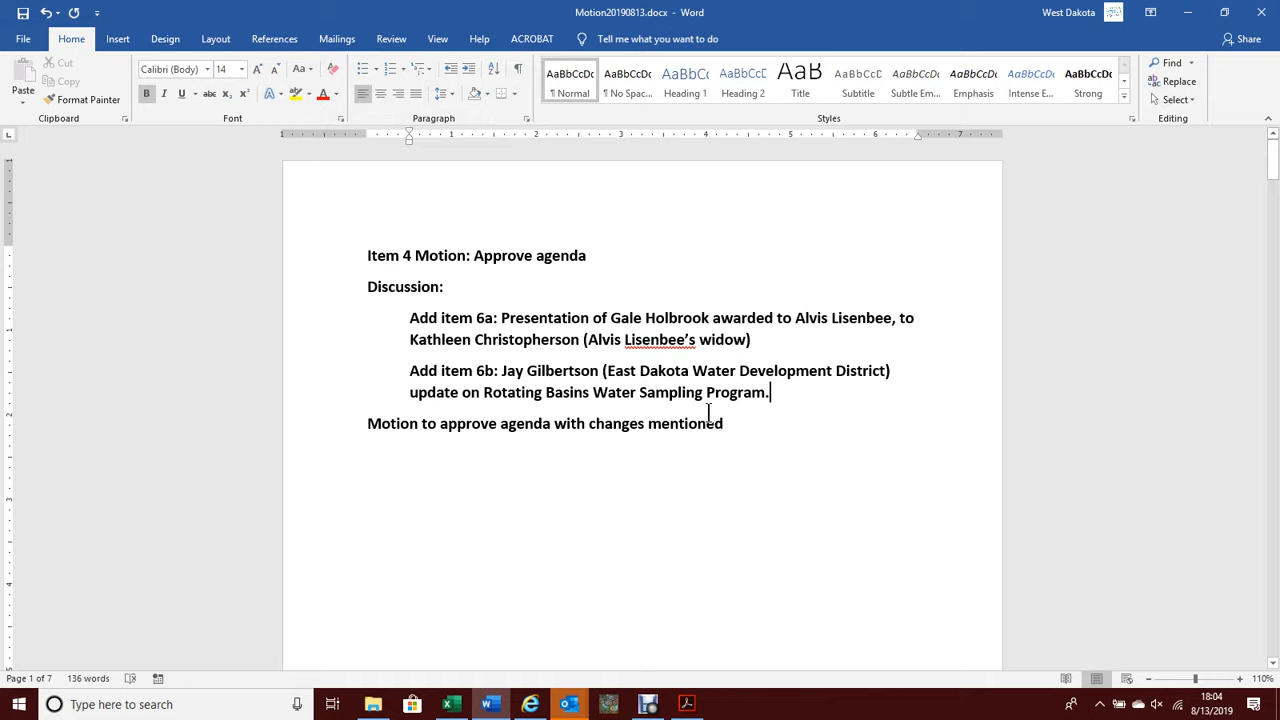 Motion20190813.docx - Word
West Dakota
File Home Insert Design Layout References Mailings Review View Help ACROBAT Tell me what you want to do Share
Paste
Cut
Copy
Format Painter
Clipboard
Calibri (Body) 14
Font
Paragraph
AaBbCcDc ¶ Normal
AaBbCcDc ¶ No Spac...
AaBbCc Heading 1
AaBbCcC Heading 2
AaB Title
AaBbCcC Subtitle
AaBbCcDc Subtle Em...
AaBbCcDc Emphasis
AaBbCcDc Intense E...
AaBbCcDc Strong
Styles
Find
Replace
Select
Editing
Item 4 Motion: Approve agenda
Discussion:
Add item 6a: Presentation of Gale Holbrook awarded to Alvis Lisenbee, to
Kathleen Christopherson (Alvis Lisenbee’s widow)
Add item 6b: Jay Gilbertson (East Dakota Water Development District)
update on Rotating Basins Water Sampling Program.
Motion to approve agenda with changes mentioned
Page 1 of 7 136 words 110%
Type here to search
18:04
8/13/2019